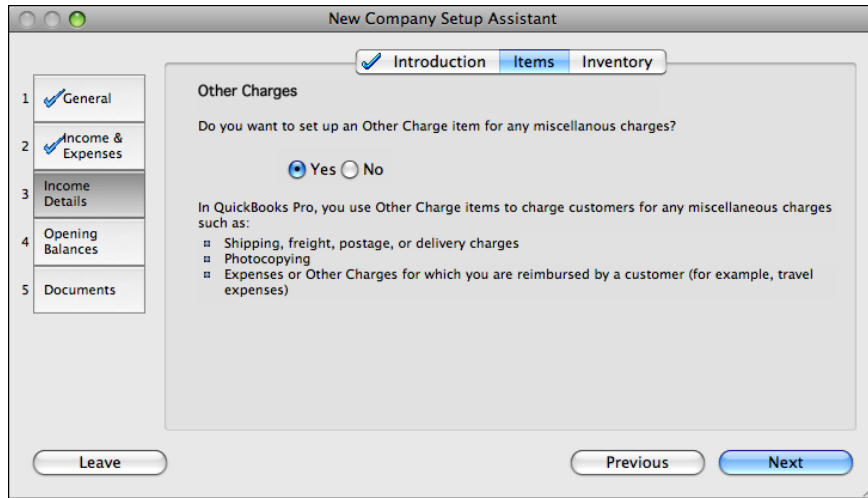 New Company Setup Assistant
Introduction Items Inventory
1 General
2 Income &
Expenses
3 Income
Details
4 Opening
Balances
5 Documents
Other Charges
Do you want to set up an Other Charge item for any miscellanous charges?
Yes No
In QuickBooks Pro, you use Other Charge items to charge customers for any miscellaneous charges
such as:
Shipping, freight, postage, or delivery charges
Photocopying
Expenses or Other Charges for which you are reimbursed by a customer (for example, travel
expenses)
Leave Previous Next